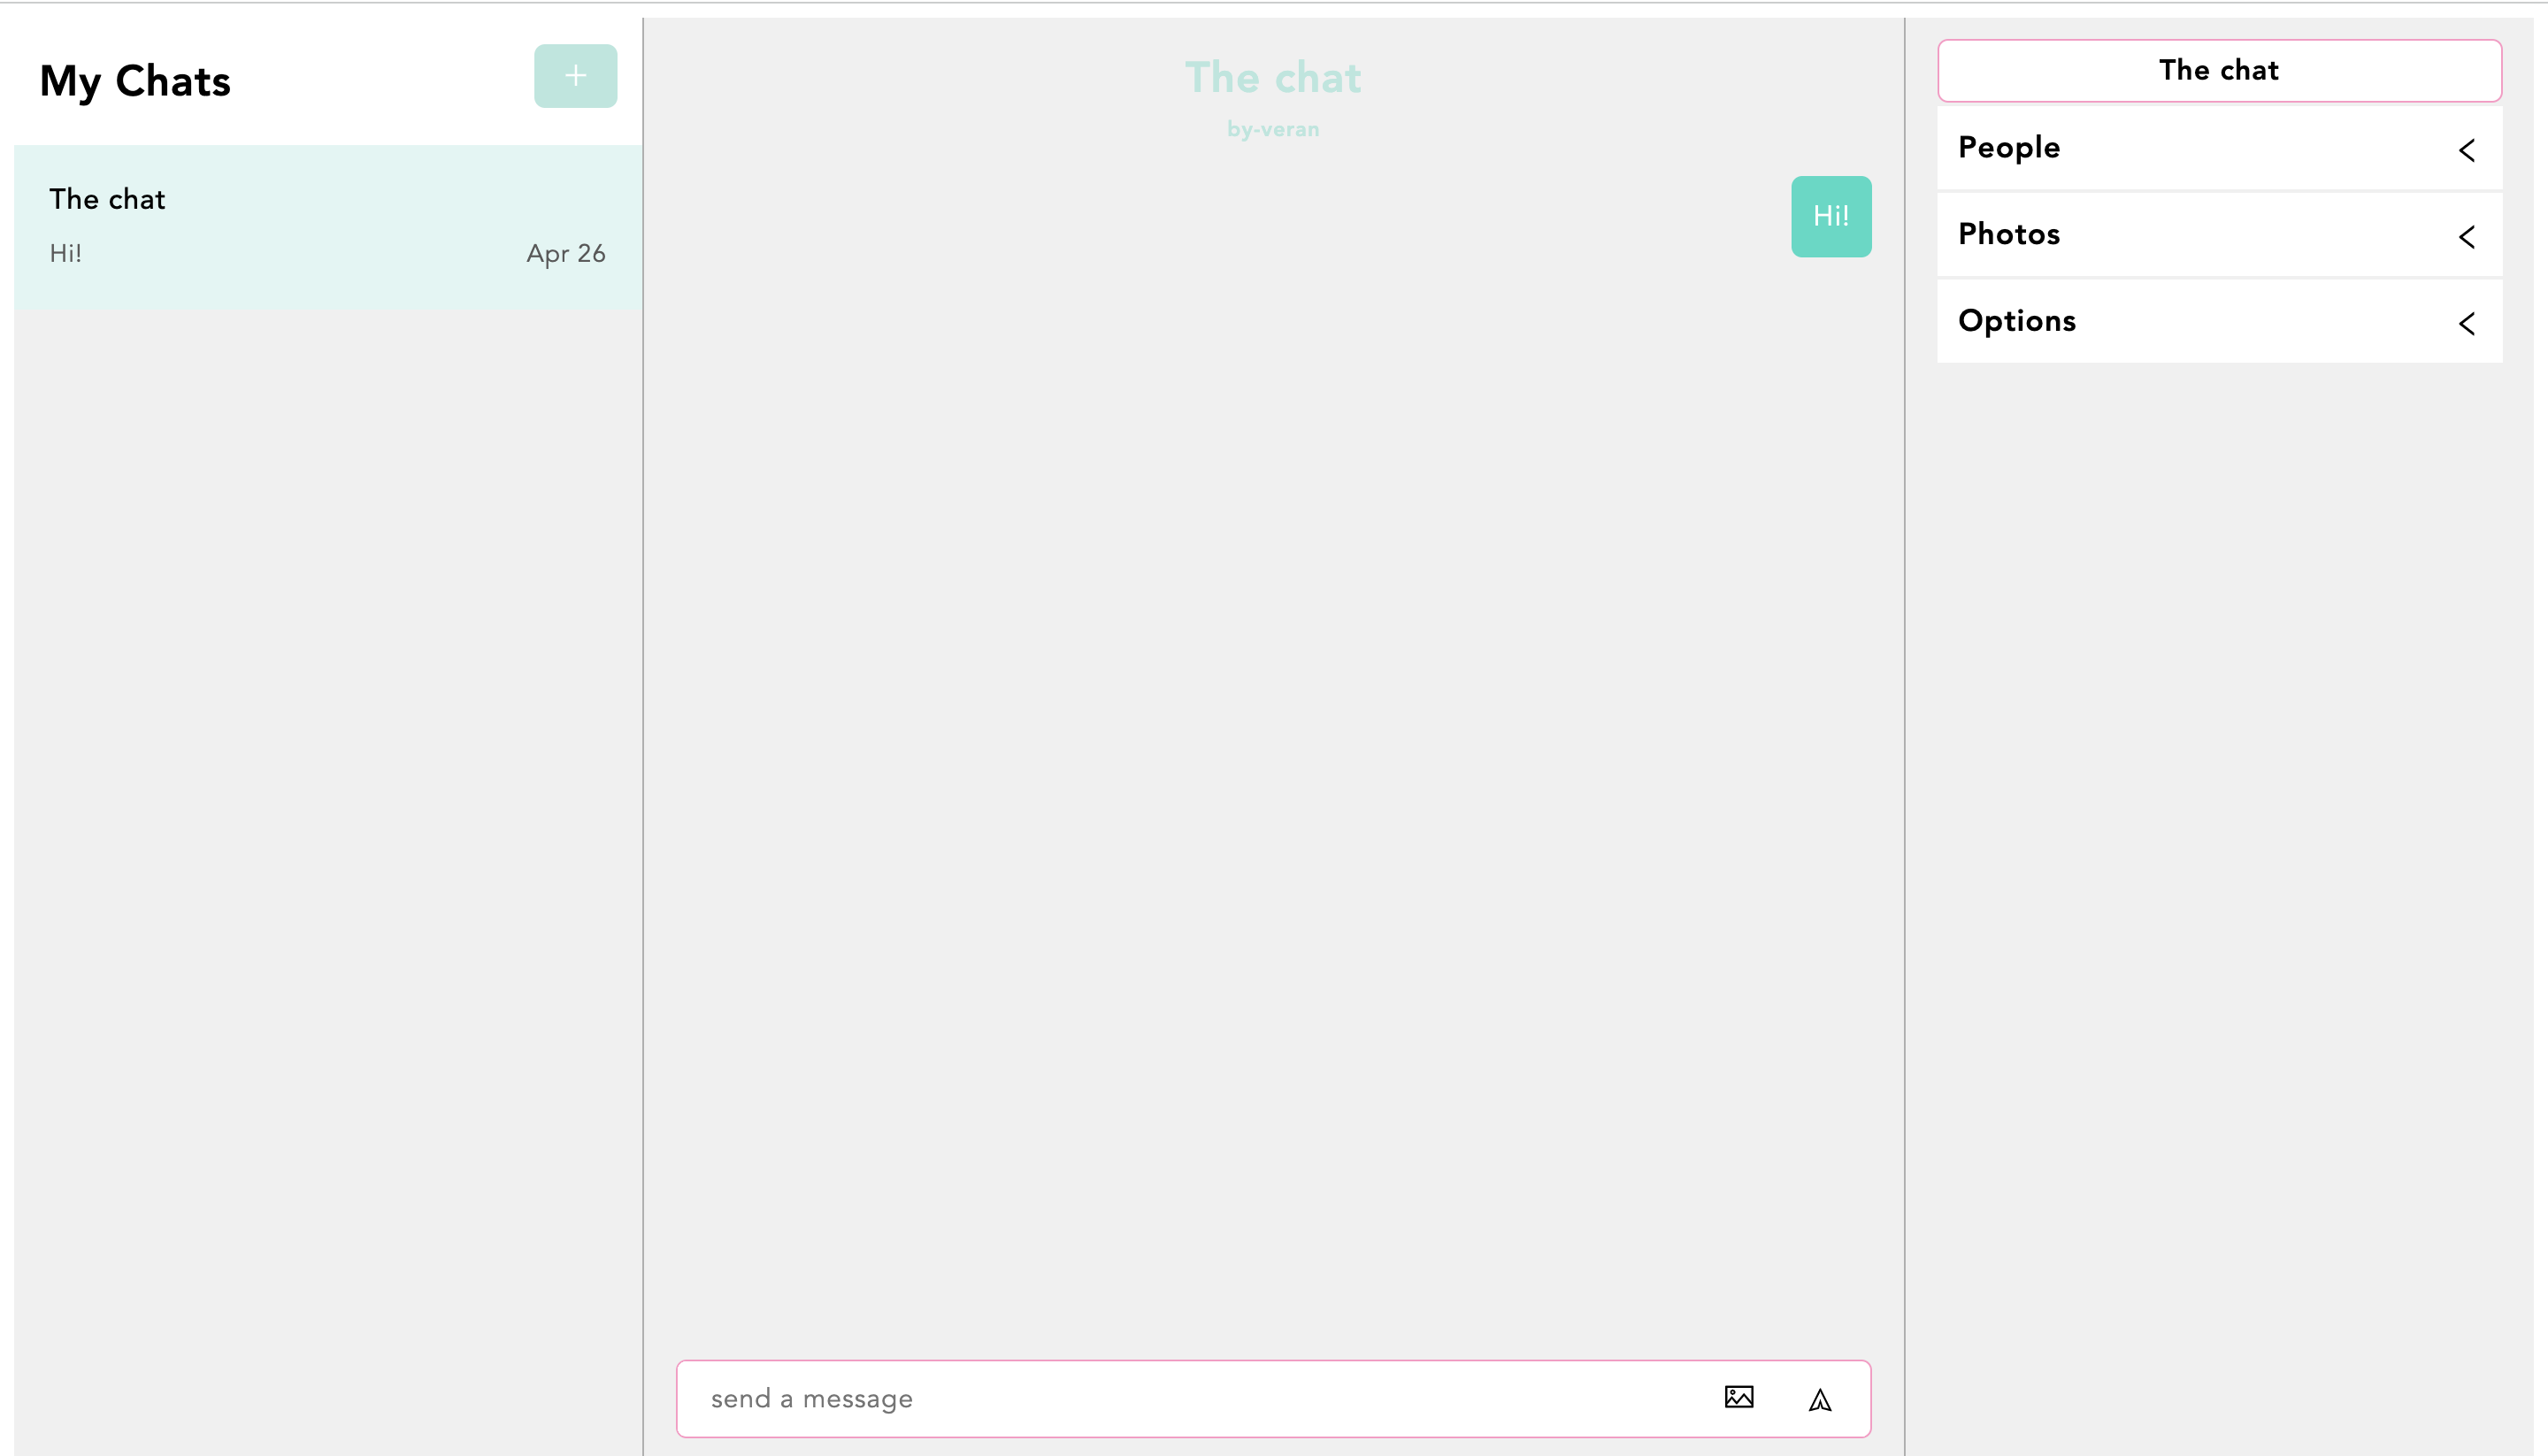 My Chats
+
The chat
Hi!
Apr 26
The chat
by-veran
Hi!
send a message
The chat
People
Photos
Options